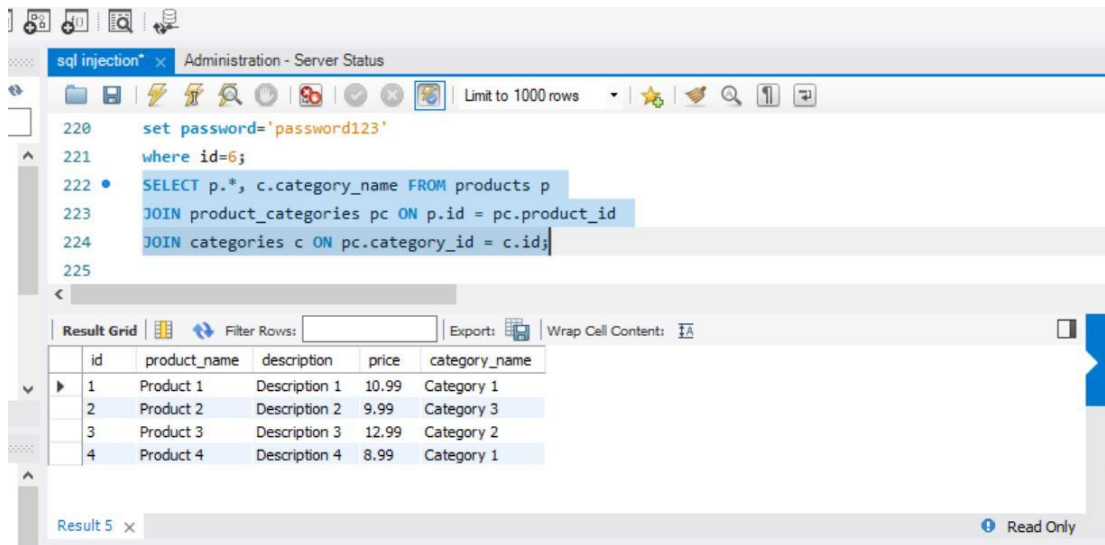 sql injection* × Administration - Server Status
Limit to 1000 rows
220 set password='password123'
221 where id=6;
222 SELECT p.*, c.category_name FROM products p
223 JOIN product_categories pc ON p.id = pc.product_id
224 JOIN categories c ON pc.category_id = c.id;
225
Result Grid Filter Rows: Export: Wrap Cell Content:
id product_name description price category_name
1 Product 1 Description 1 10.99 Category 1
2 Product 2 Description 2 9.99 Category 3
3 Product 3 Description 3 12.99 Category 2
4 Product 4 Description 4 8.99 Category 1
Result 5 × Read Only